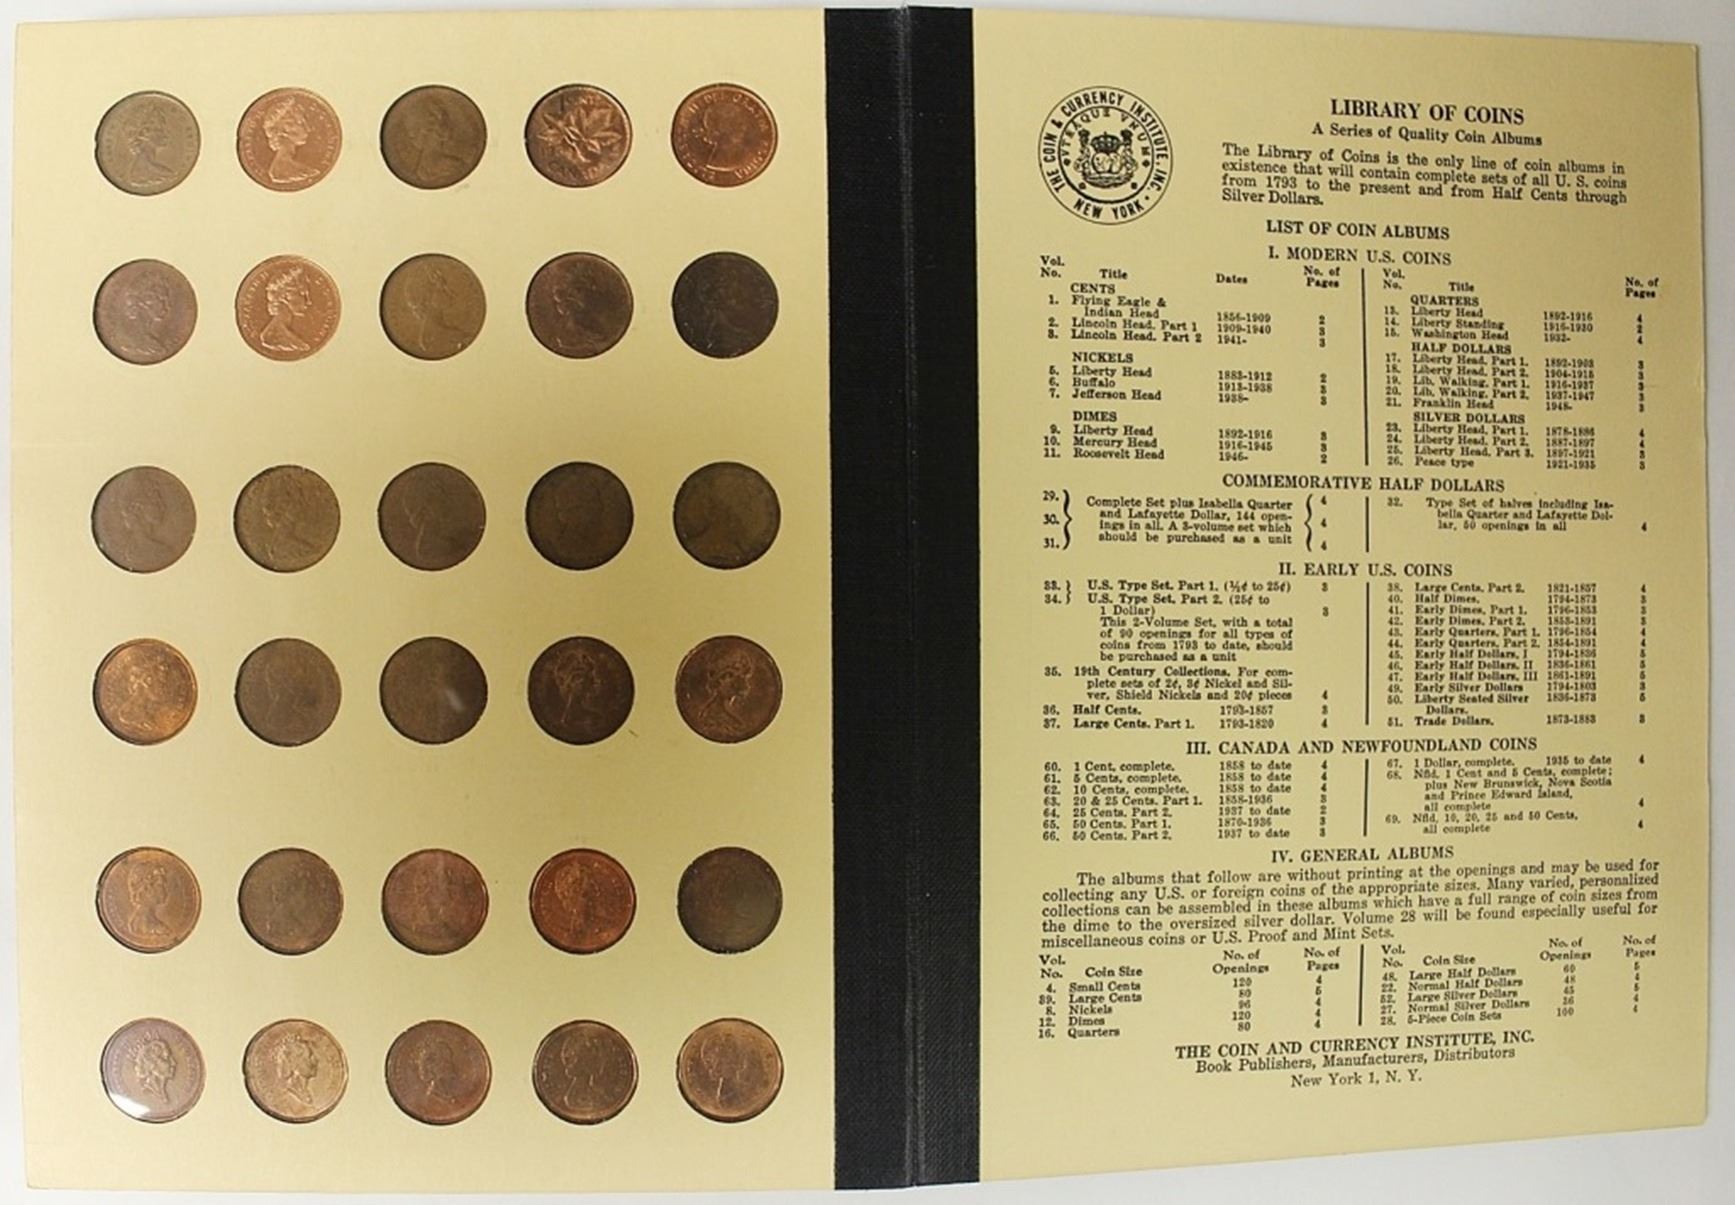 CENTS
CANADA
THE COIN & CURRENCY INSTITUTE, INC.
UTRAQUE UNUM
NEW YORK
LIBRARY OF COINS
A Series of Quality Coin Albums
The Library of Coins is the only line of coin albums in
existence that will contain complete sets of all U. S. coins
from 1793 to the present and from Half Cents through
Silver Dollars.
LIST OF COIN ALBUMS
I. MODERN U.S. COINS
Vol. No. Title Dates No. of Pages
CENTS
1. Flying Eagle &
Indian Head 1856-1909 2
2. Lincoln Head, Part 1 1909-1940 3
3. Lincoln Head, Part 2 1941- 3
NICKELS
5. Liberty Head 1883-1912 2
6. Buffalo 1913-1938 3
7. Jefferson Head 1938- 3
DIMES
9. Liberty Head 1892-1916 3
10. Mercury Head 1916-1945 3
11. Roosevelt Head 1946- 2
Vol. No. Title No. of Pages
QUARTERS
13. Liberty Head 1892-1916 4
14. Liberty Standing 1916-1930 2
15. Washington Head 1932- 4
HALF DOLLARS
17. Liberty Head, Part 1. 1892-1903 3
18. Liberty Head, Part 2. 1904-1915 3
19. Lib. Walking, Part 1. 1916-1937 3
20. Lib. Walking, Part 2. 1937-1947 3
21. Franklin Head 1948- 3
SILVER DOLLARS
23. Liberty Head, Part 1. 1878-1886 4
24. Liberty Head, Part 2. 1887-1897 4
25. Liberty Head, Part 3. 1897-1921 3
26. Peace type 1921-1935 3
COMMEMORATIVE HALF DOLLARS
29. Complete Set plus Isabella Quarter 4
30. and Lafayette Dollar, 144 open-
ings in all. A 3-volume set which 4
31. should be purchased as a unit 4
32. Type Set of halves including Isa-
bella Quarter and Lafayette Dol-
lar, 50 openings in all 4
II. EARLY U.S. COINS
33. U.S. Type Set, Part 1. (½¢ to 25¢) 3
34. U.S. Type Set, Part 2. (25¢ to
1 Dollar) 3
This 2-Volume Set, with a total
of 90 openings for all types of
coins from 1793 to date, should
be purchased as a unit
35. 19th Century Collections. For com-
plete sets of 2¢, 3¢ Nickel and Sil-
ver, Shield Nickels and 20¢ pieces 4
36. Half Cents. 1793-1857 3
37. Large Cents, Part 1. 1793-1820 4
38. Large Cents, Part 2. 1821-1857 4
40. Half Dimes. 1794-1873 3
41. Early Dimes, Part 1. 1796-1853 3
42. Early Dimes, Part 2. 1853-1891 3
43. Early Quarters, Part 1. 1796-1854 4
44. Early Quarters, Part 2. 1854-1891 4
45. Early Half Dollars, I 1794-1836 5
46. Early Half Dollars, II 1836-1861 5
47. Early Half Dollars, III 1861-1891 5
49. Early Silver Dollars 1794-1803 3
50. Liberty Seated Silver 1836-1873 5
Dollars.
51. Trade Dollars. 1873-1883 3
III. CANADA AND NEWFOUNDLAND COINS
60. 1 Cent, complete. 1858 to date 4
61. 5 Cents, complete. 1858 to date 4
62. 10 Cents, complete. 1858 to date 4
63. 20 & 25 Cents. Part 1. 1858-1936 3
64. 25 Cents. Part 2. 1937 to date 2
65. 50 Cents. Part 1. 1870-1936 3
66. 50 Cents. Part 2. 1937 to date 3
67. 1 Dollar, complete. 1935 to date 4
68. Nfld. 1 Cent and 5 Cents, complete;
plus New Brunswick, Nova Scotia
and Prince Edward Island,
all complete 4
69. Nfld. 10, 20, 25 and 50 Cents,
all complete 4
IV. GENERAL ALBUMS
The albums that follow are without printing at the openings and may be used for
collecting any U.S. or foreign coins of the appropriate sizes. Many varied, personalized
collections can be assembled in these albums which have a full range of coin sizes from
the dime to the oversized silver dollar. Volume 28 will be found especially useful for
miscellaneous coins or U.S. Proof and Mint Sets.
Vol. No. Coin Size No. of Openings No. of Pages
4. Small Cents 120 4
39. Large Cents 80 5
8. Nickels 96 4
12. Dimes 120 4
16. Quarters 80 4
Vol. No. Coin Size No. of Openings No. of Pages
48. Large Half Dollars 60 5
22. Normal Half Dollars 48 4
52. Large Silver Dollars 45 5
27. Normal Silver Dollars 36 4
28. 5-Piece Coin Sets 100 4
THE COIN AND CURRENCY INSTITUTE, INC.
Book Publishers, Manufacturers, Distributors
New York 1, N. Y.